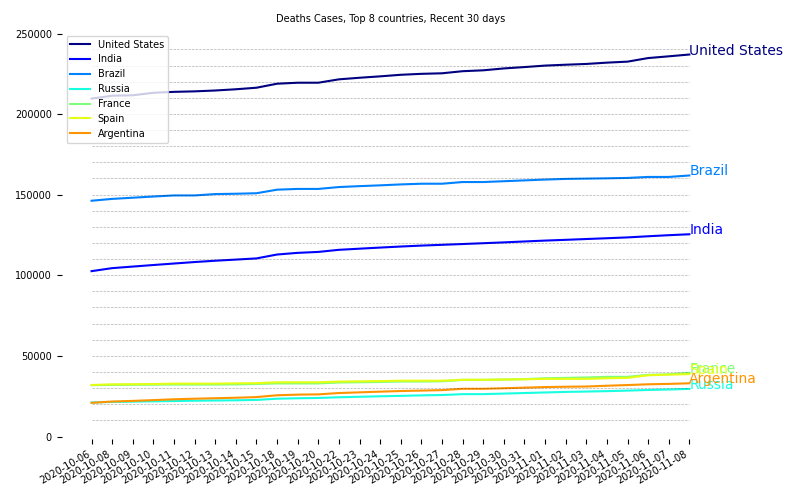 Deaths Cases, Top 8 countries, Recent 30 days
250000
200000
150000
100000
50000
0
United States
India
Brazil
Russia
France
Spain
Argentina
United States
Brazil
India
France
Argentina
Russia
2020-10-06
2020-10-08
2020-10-09
2020-10-10
2020-10-11
2020-10-12
2020-10-13
2020-10-14
2020-10-15
2020-10-18
2020-10-19
2020-10-20
2020-10-22
2020-10-23
2020-10-24
2020-10-25
2020-10-26
2020-10-27
2020-10-28
2020-10-29
2020-10-30
2020-10-31
2020-11-01
2020-11-02
2020-11-03
2020-11-04
2020-11-05
2020-11-06
2020-11-07
2020-11-08